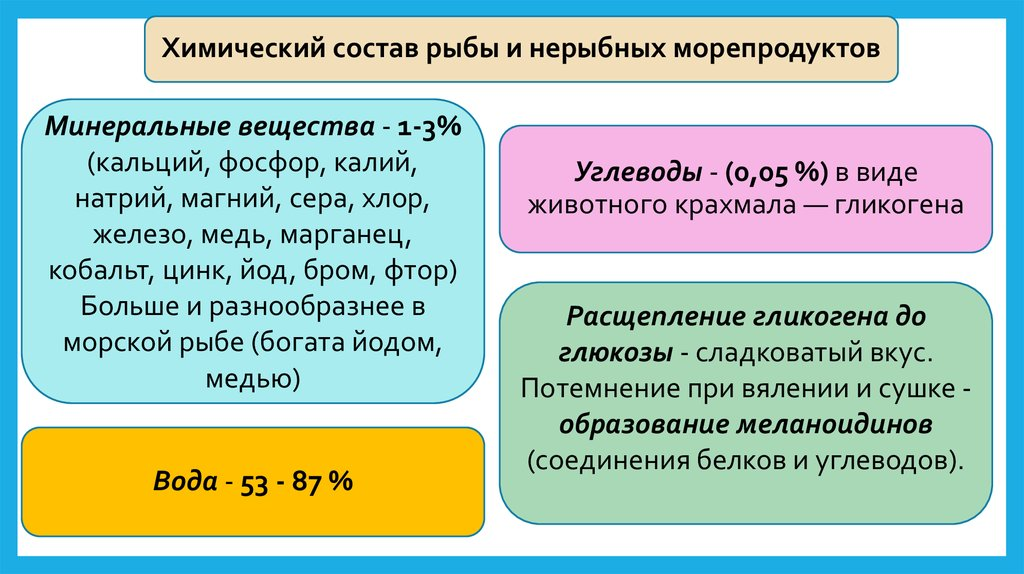 Химический состав рыбы и нерыбных морепродуктов
Минеральные вещества - 1-3%
(кальций, фосфор, калий,
натрий, магний, сера, хлор,
железо, медь, марганец,
кобальт, цинк, йод, бром, фтор)
Больше и разнообразнее в
морской рыбе (богата йодом,
медью)
Вода - 53 - 87 %
Углеводы - (0,05 %) в виде
животного крахмала — гликогена
Расщепление гликогена до
глюкозы - сладковатый вкус.
Потемнение при вялении и сушке -
образование меланоидинов
(соединения белков и углеводов).